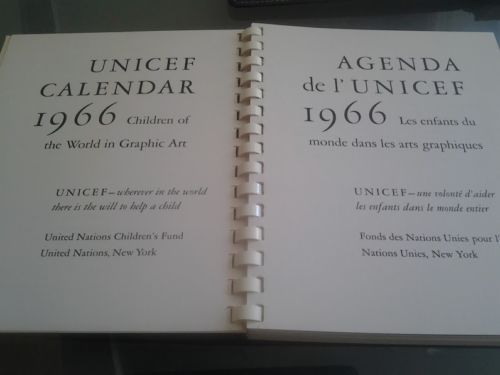 UNICEF
CALENDAR
1966 Children of
the World in Graphic Art
UNICEF—wherever in the world
there is the will to help a child
United Nations Children's Fund
United Nations, New York
AGENDA
de l'UNICEF
1966 Les enfants du
monde dans les arts graphiques
UNICEF—une volonté d'aider
les enfants dans le monde entier
Fonds des Nations Unies pour l'
Nations Unies, New York